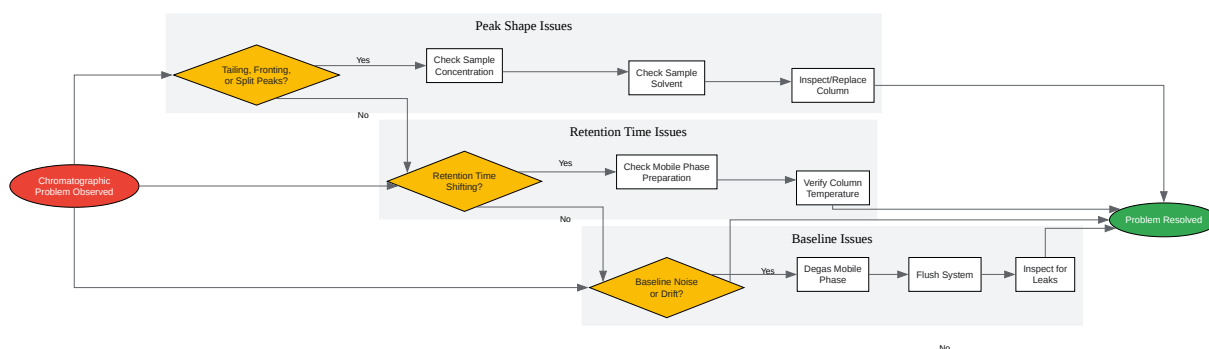 Peak Shape Issues
Tailing, Fronting,
or Split Peaks?
Yes
Check Sample
Concentration
Check Sample
Solvent
Inspect/Replace
Column
No
Retention Time Issues
Chromatographic
Problem Observed
Retention Time
Shifting?
Yes
Check Mobile Phase
Preparation
Verify Column
Temperature
No
Problem Resolved
Baseline Issues
Baseline Noise
or Drift?
Yes
Degas Mobile
Phase
Flush System
Inspect for
Leaks
No